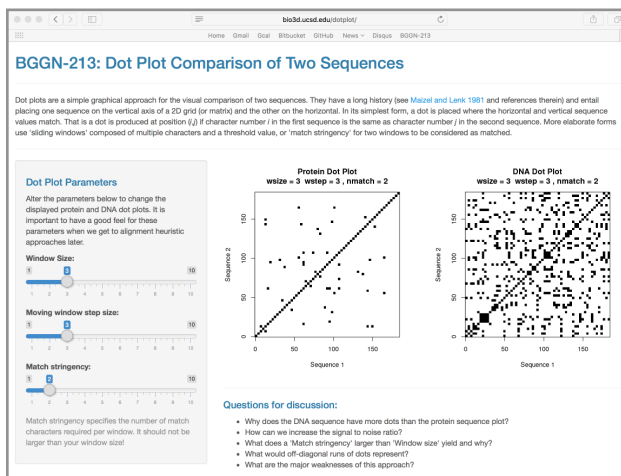 bio3d.ucsd.edu/dotplot/
Home Gmail Gcal Bitbucket GitHub News Disqus BGGN-213
BGGN-213: Dot Plot Comparison of Two Sequences
Dot plots are a simple graphical approach for the visual comparison of two sequences. They have a long history (see Maizel and Lenk 1981 and references therein) and entail
placing one sequence on the vertical axis of a 2D grid (or matrix) and the other on the horizontal. In its simplest form, a dot is placed where the horizontal and vertical sequence
values match. That is a dot is produced at position (i,j) if character number i in the first sequence is the same as character number j in the second sequence. More elaborate forms
use 'sliding windows' composed of multiple characters and a threshold value, or 'match stringency' for two windows to be considered as matched.
Dot Plot Parameters
Alter the parameters below to change the
displayed protein and DNA dot plots. It is
important to have a good feel for these
parameters when we get to alignment heuristic
approaches later.
Window Size:
1 3 10
1 2 3 4 5 6 7 8 9 10
Moving window step size:
1 3 10
1 2 3 4 5 6 7 8 9 10
Match stringency:
1 2 10
1 2 3 4 5 6 7 8 9 10
Match stringency specifies the number of match
characters required per window. It should not be
larger than your window size!
Protein Dot Plot
wsize = 3 wstep = 3 , nmatch = 2
Sequence 2
0 50 100 150
0 50 100 150
Sequence 1
DNA Dot Plot
wsize = 3 wstep = 3 , nmatch = 2
Sequence 2
0 50 100 150
0 50 100 150
Sequence 1
Questions for discussion:
• Why does the DNA sequence have more dots than the protein sequence plot?
• How can we increase the signal to noise ratio?
• What does a 'Match stringency' larger than 'Window size' yield and why?
• What would off-diagonal runs of dots represent?
• What are the major weaknesses of this approach?